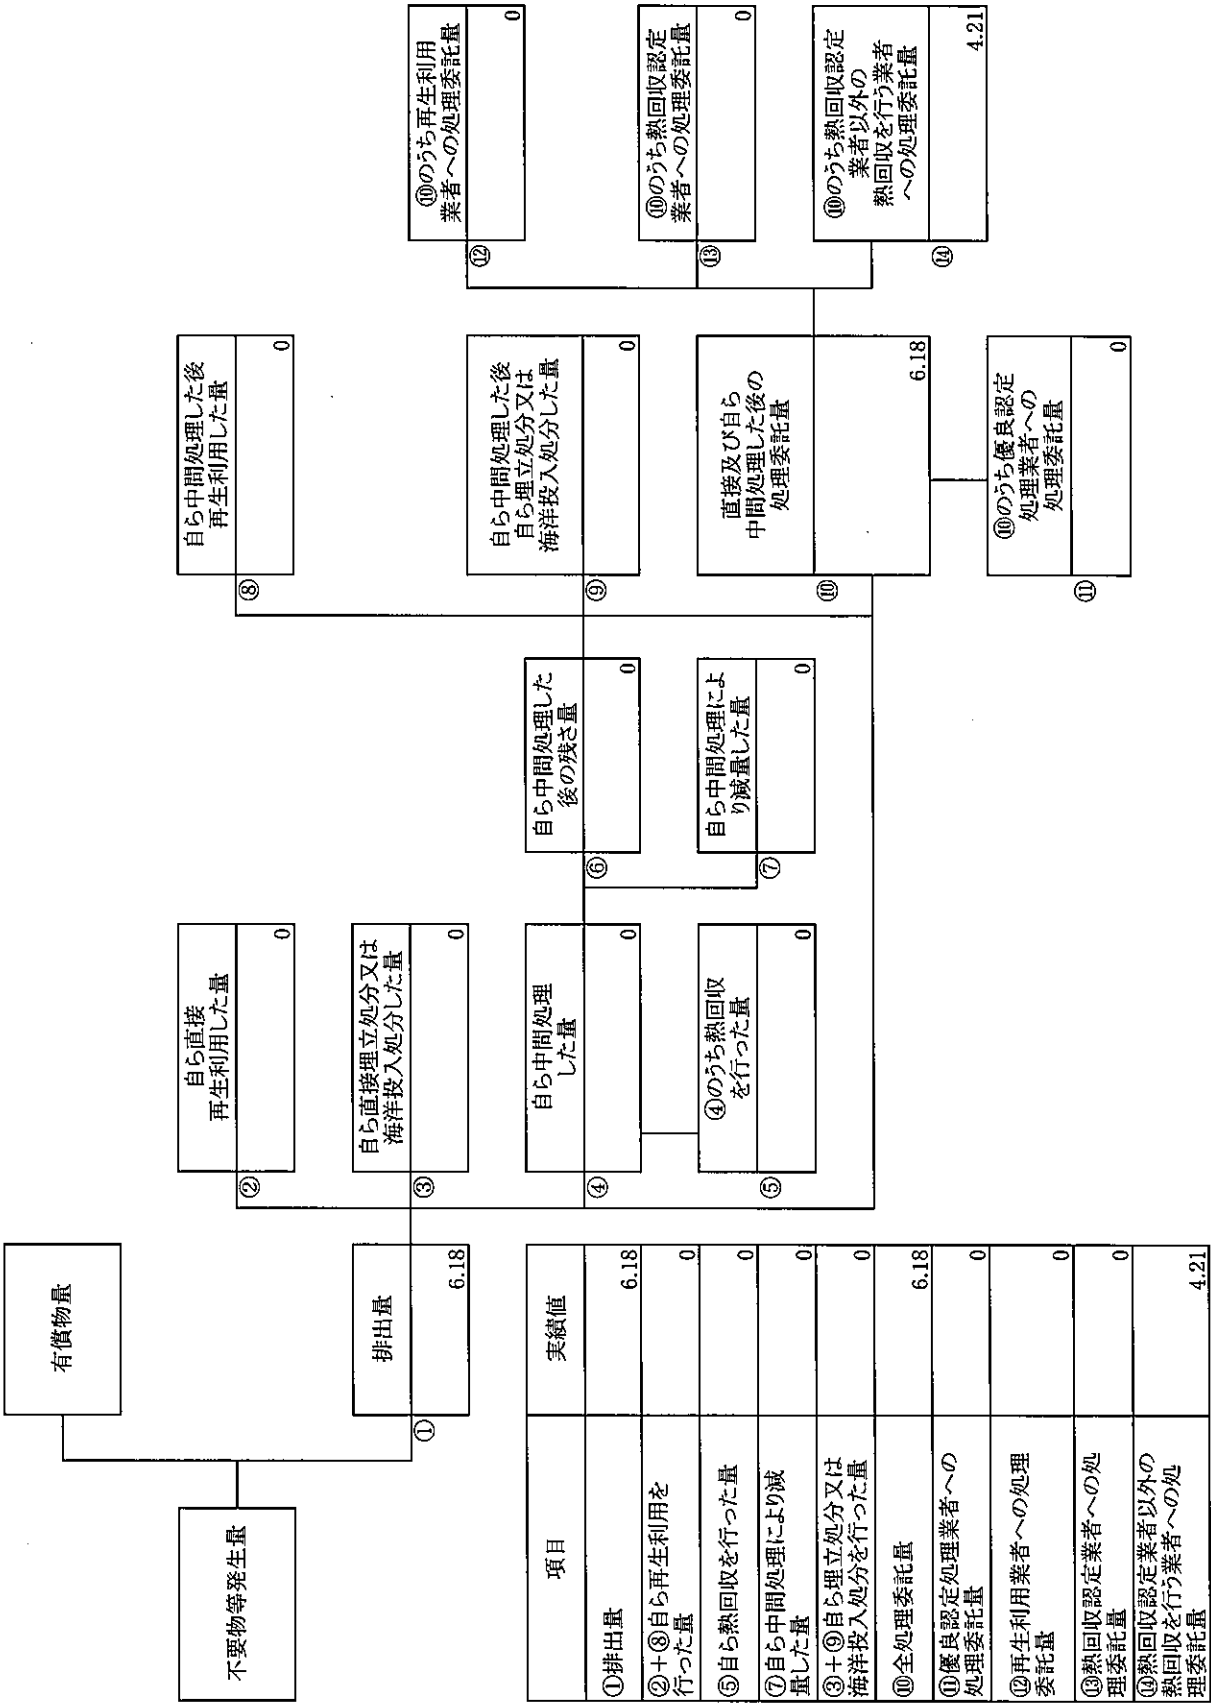 不要物等発生量
有償物量
①
排出量
6.18
②
自ら直接
再生利用した量
0
③
自ら直接埋立処分又は
海洋投入処分した量
0
④
自ら中間処理
した量
0
⑤
④のうち熱回収
を行った量
0
⑥
自ら中間処理した
後の残さ量
0
⑦
自ら中間処理によ
り減量した量
0
⑧
自ら中間処理した後
再生利用した量
0
⑨
自ら中間処理した後
自ら埋立処分又は
海洋投入処分した量
0
⑩
直接及び自ら
中間処理した後の
処理委託量
6.18
⑪
⑩のうち優良認定
処理業者への
処理委託量
0
⑫
⑩のうち再生利用
業者への処理委託量
0
⑬
⑩のうち熱回収認定
業者への処理委託量
0
⑭
⑩のうち熱回収認定
業者以外の
熱回収を行う業者
への処理委託量
4.21
項目 実績値
①排出量 6.18
②+⑧自ら再生利用を
行った量 0
⑤自ら熱回収を行った量 0
⑦自ら中間処理により減
量した量 0
③+⑨自ら埋立処分又は
海洋投入処分を行った量 0
⑩全処理委託量 6.18
⑪優良認定処理業者への
処理委託量 0
⑫再生利用業者への処理
委託量 0
⑬熱回収認定業者への処
理委託量 0
⑭熱回収認定業者以外の
熱回収を行う業者への処
理委託量 4.21